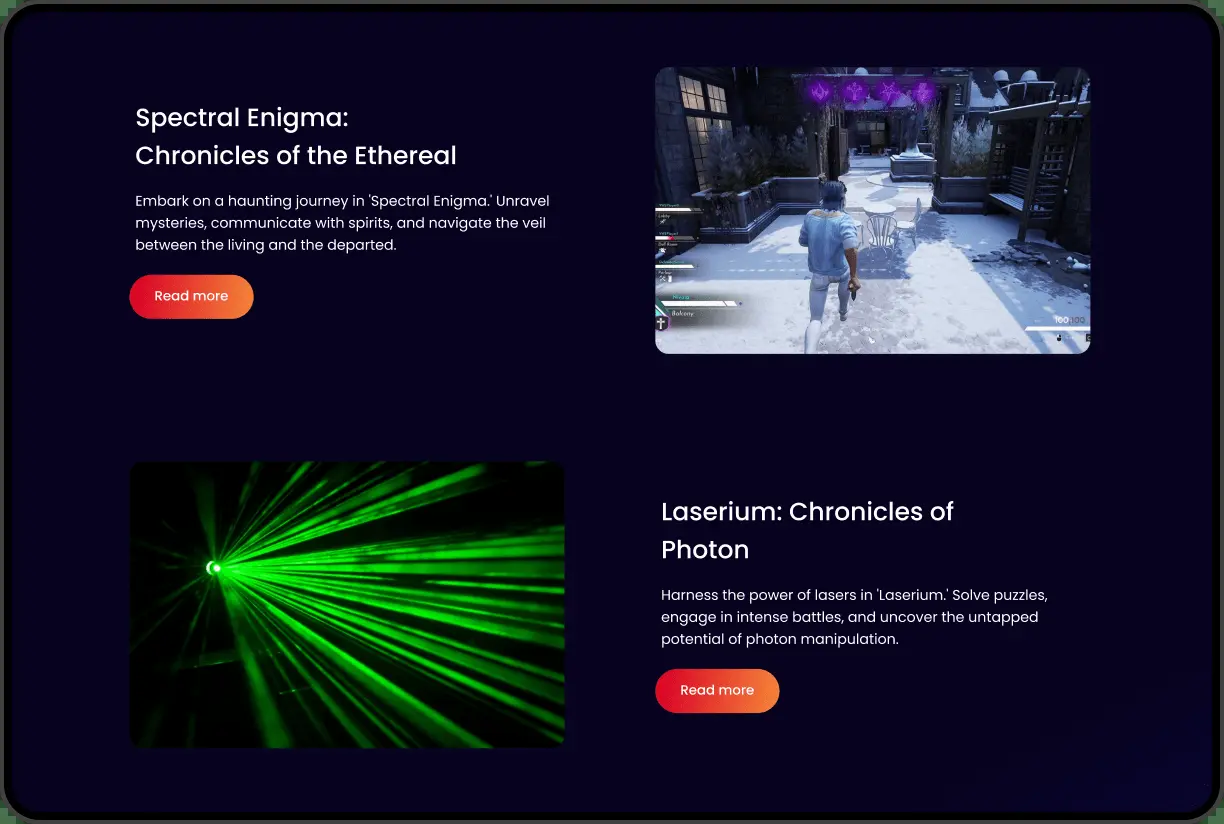 Spectral Enigma:
Chronicles of the Ethereal
Embark on a haunting journey in 'Spectral Enigma.' Unravel
mysteries, communicate with spirits, and navigate the veil
between the living and the departed.
Read more
Lobby
Balcony
100
Laserium: Chronicles of
Photon
Harness the power of lasers in 'Laserium.' Solve puzzles,
engage in intense battles, and uncover the untapped
potential of photon manipulation.
Read more